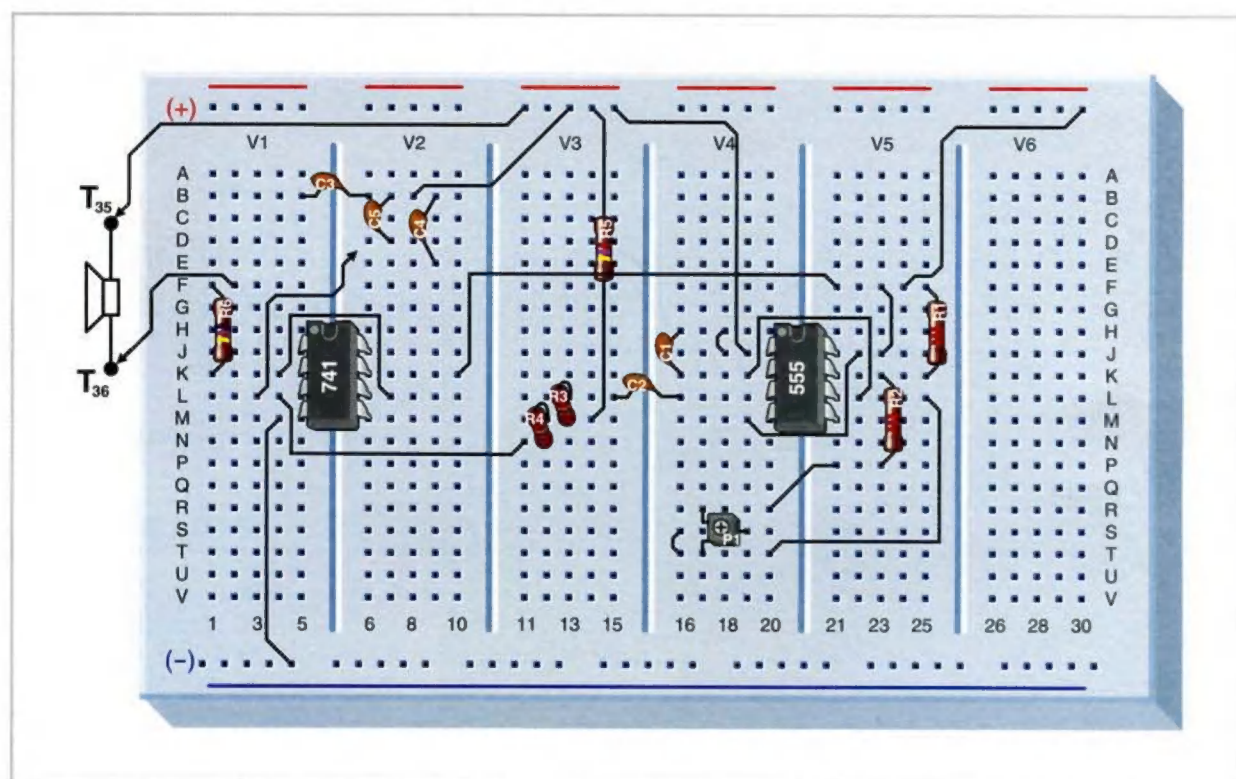 (+)
V1 V2 V3 V4 V5 V6
A A
B B
C C
D D
E E
F F
G G
H H
J J
K K
L L
M M
N N
P P
Q Q
R R
S S
T T
U U
V V
C3
C5
C4
R5
T35
R6
T36
741
C1
C2
R3
R4
555
R1
R2
P1
1 3 5 6 8 10 11 13 15 16 18 20 21 23 25 26 28 30
(-)